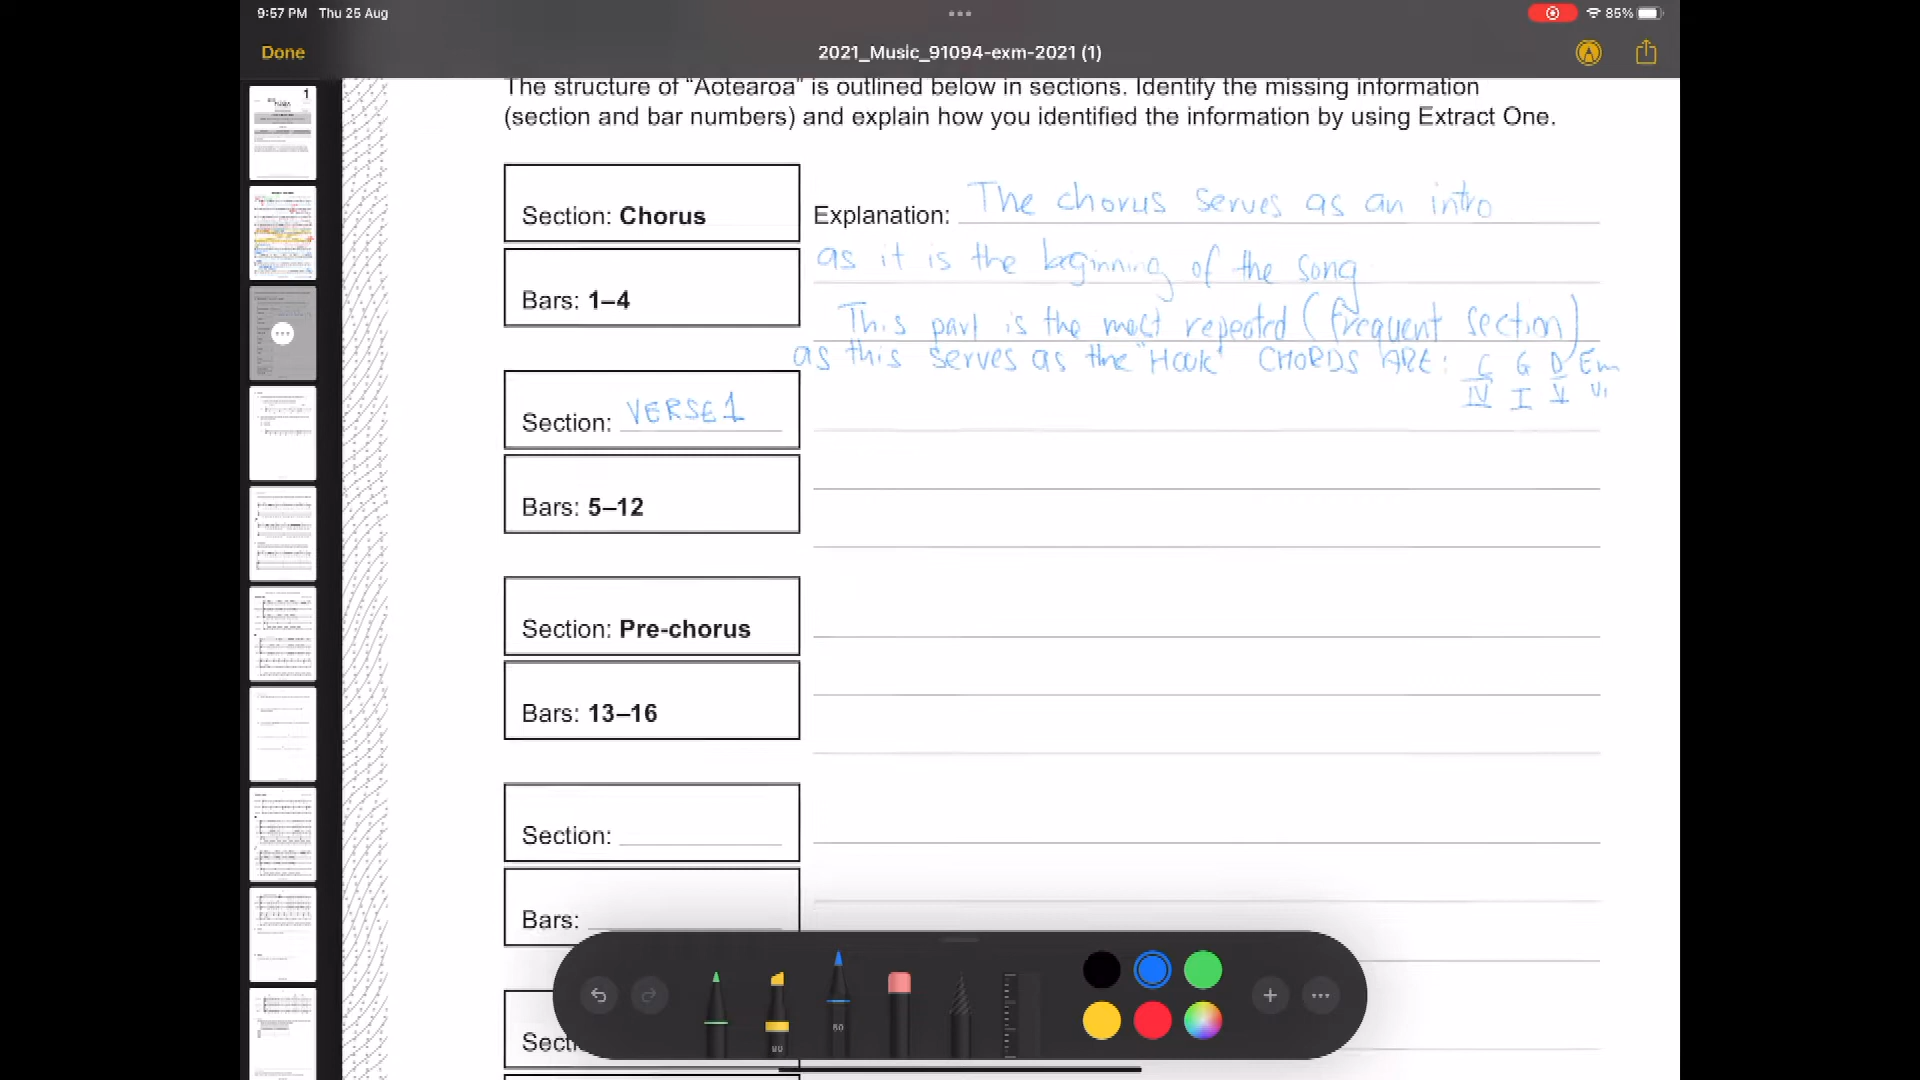 9:57 PM Thu 25 Aug
85%
Done
2021_Music_91094-exm-2021 (1)
1
The structure of “Aotearoa” is outlined below in sections. Identify the missing information
(section and bar numbers) and explain how you identified the information by using Extract One.
Section: Chorus
Bars: 1–4
Explanation: The chorus serves as an intro
as it is the beginning of the song
This part is the most repeated (frequent section)
as this serves as the "Hook" CHORDS ARE: C G D Em
IV I V vi
Section: VERSE 1
Bars: 5–12
Section: Pre-chorus
Bars: 13–16
Section:
Bars:
Secti
80
80